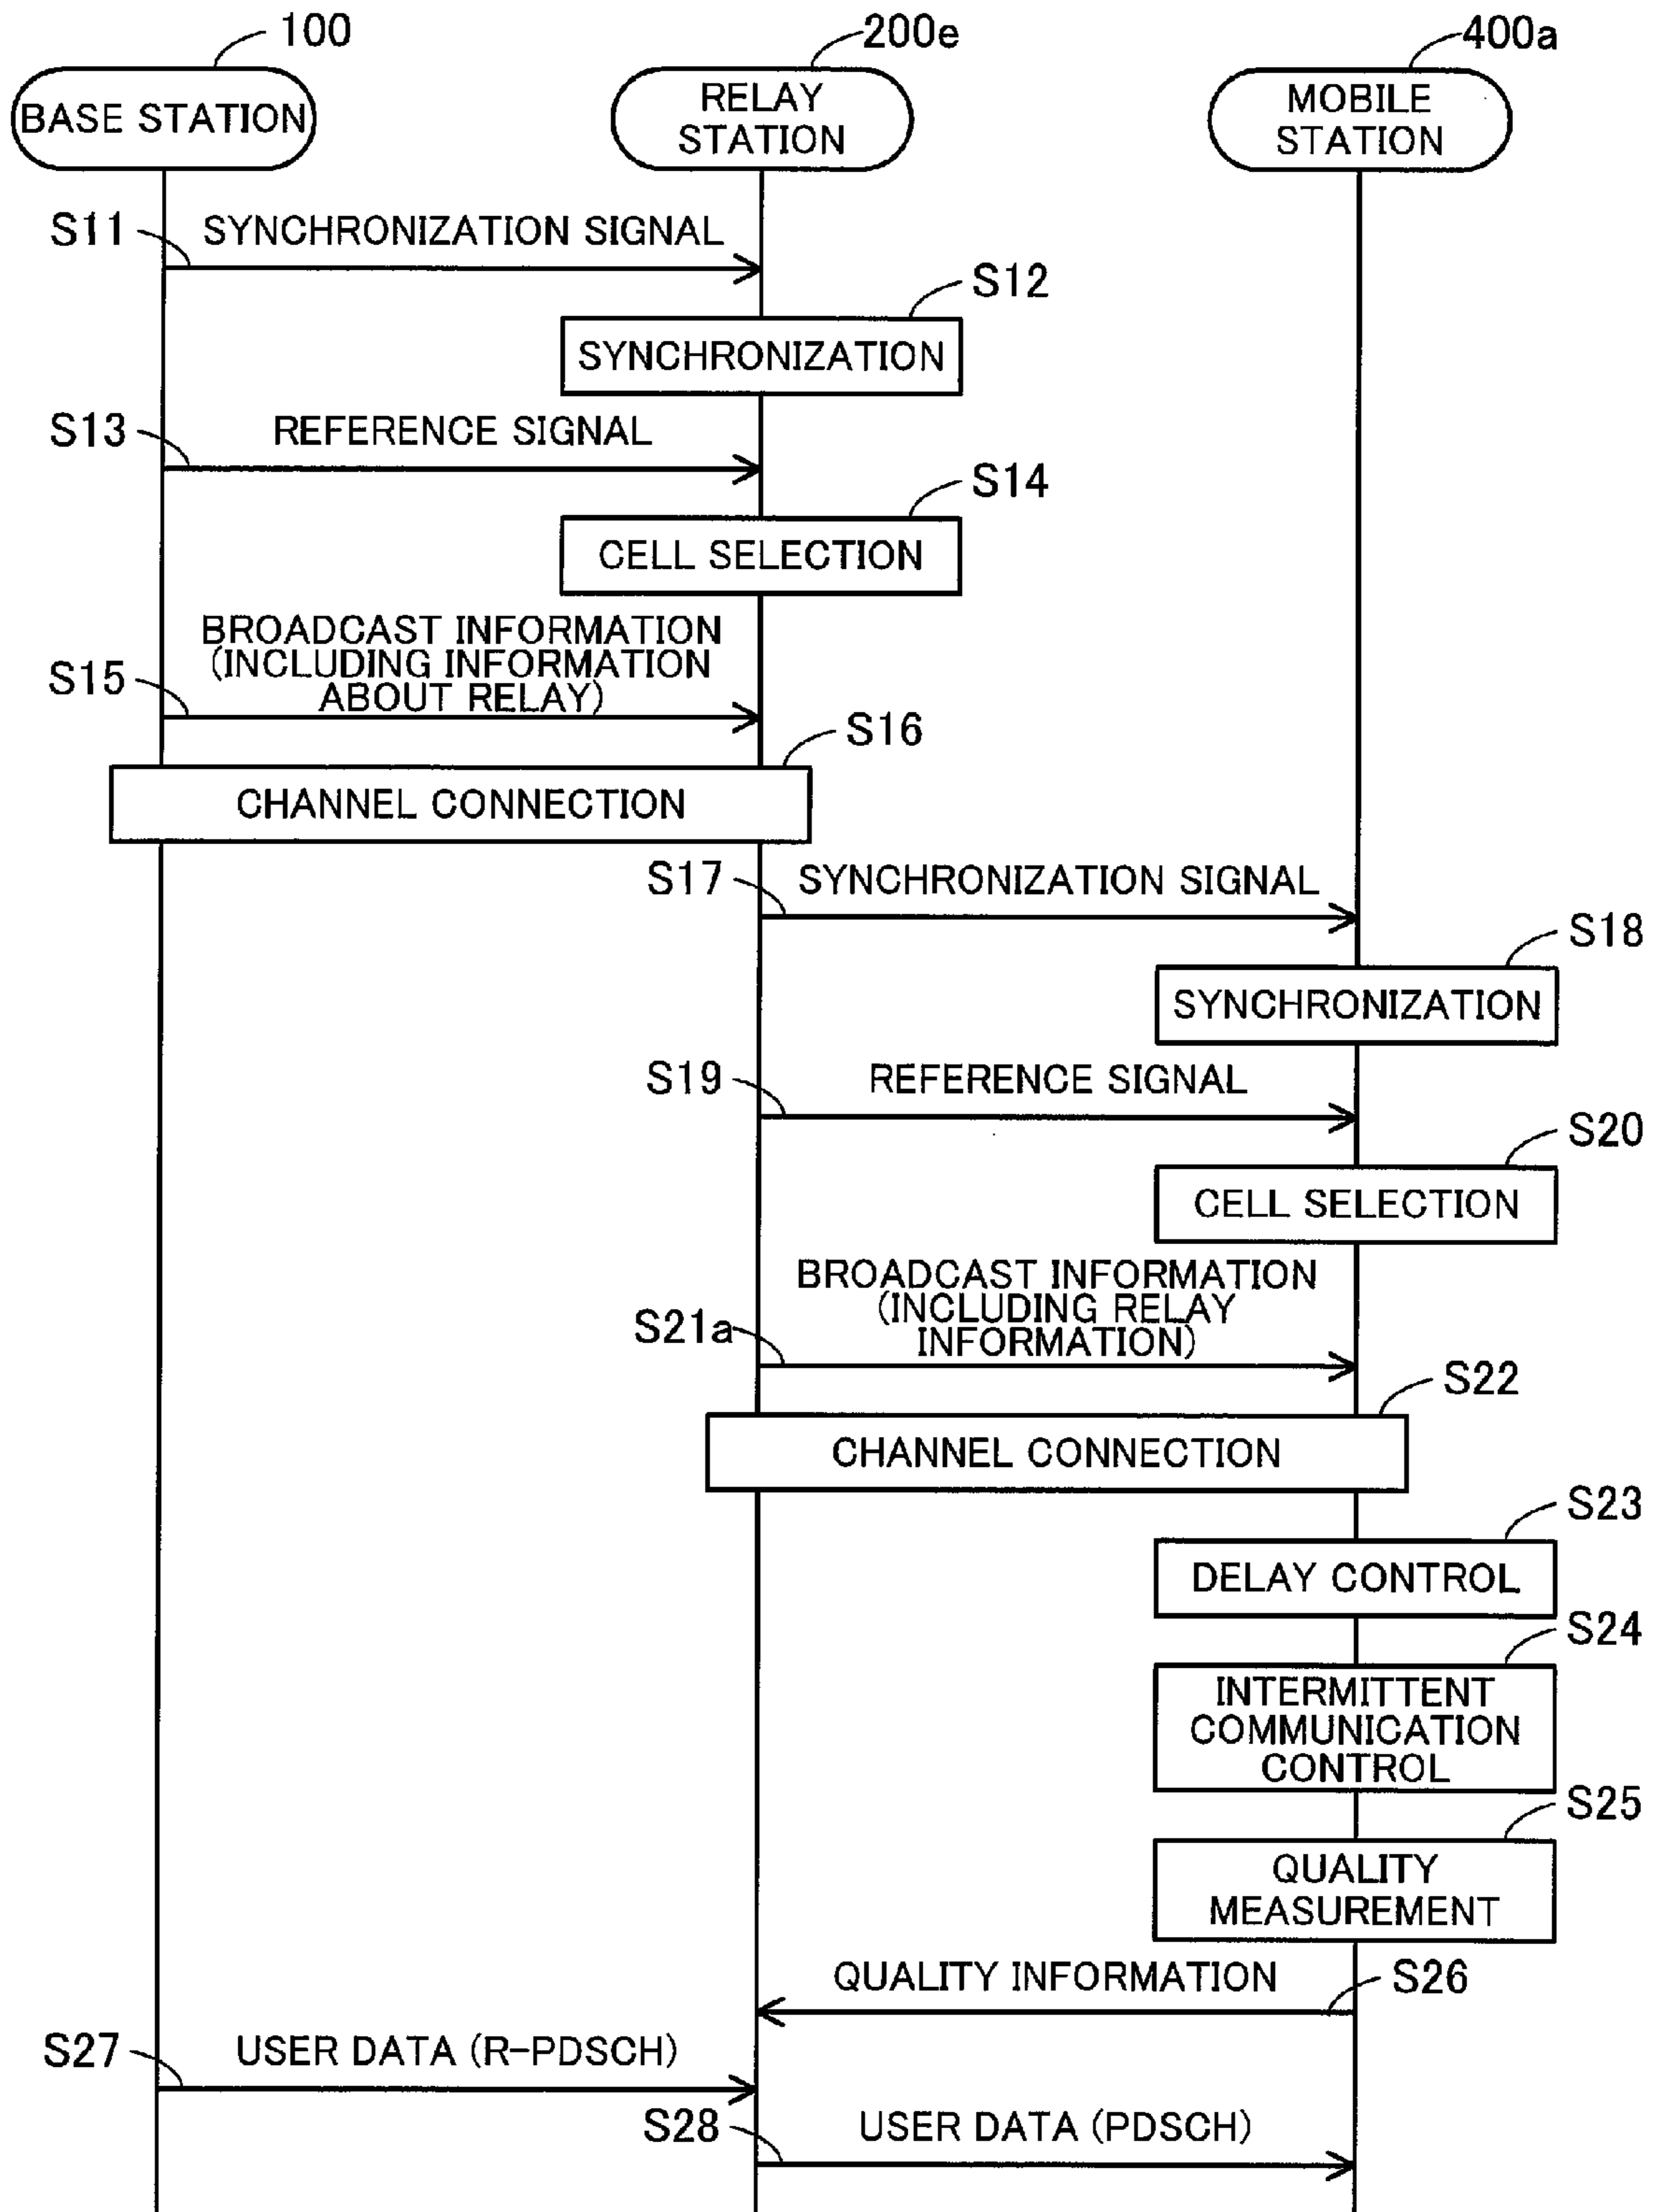 100
200e
400a
BASE STATION
RELAY
STATION
MOBILE
STATION
S11
SYNCHRONIZATION SIGNAL
S12
SYNCHRONIZATION
S13
REFERENCE SIGNAL
S14
CELL SELECTION
BROADCAST INFORMATION
(INCLUDING INFORMATION
ABOUT RELAY)
S15
S16
CHANNEL CONNECTION
S17
SYNCHRONIZATION SIGNAL
S18
SYNCHRONIZATION
S19
REFERENCE SIGNAL
S20
CELL SELECTION
BROADCAST INFORMATION
(INCLUDING RELAY
INFORMATION)
S21a
S22
CHANNEL CONNECTION
S23
DELAY CONTROL
S24
INTERMITTENT
COMMUNICATION
CONTROL
S25
QUALITY
MEASUREMENT
QUALITY INFORMATION
S26
S27
USER DATA (R-PDSCH)
S28
USER DATA (PDSCH)